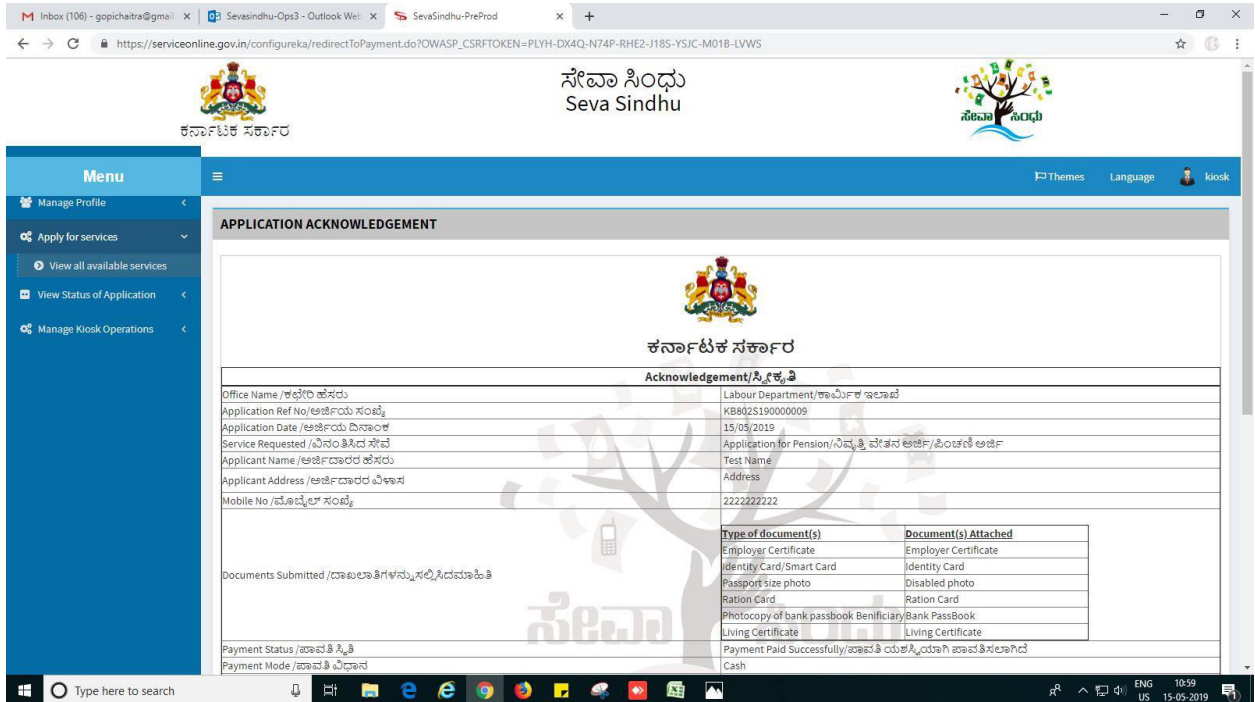 Inbox (106) - gopichaitra@gmail
Sevasindhu-Ops3 - Outlook Web
SevaSindhu-PreProd
https://serviceonline.gov.in/configureka/redirectToPayment.do?OWASP_CSRFTOKEN=PLYH-DX4Q-N74P-RHE2-J18S-YSJC-M01B-LVWS
ಕರ್ನಾಟಕ ಸರ್ಕಾರ
ಸೇವಾ ಸಿಂಧು
Seva Sindhu
ಸೇವಾ ಸಿಂಧು
Menu
Themes Language kiosk
Manage Profile
Apply for services
View all available services
View Status of Application
Manage Kiosk Operations
APPLICATION ACKNOWLEDGEMENT
ಕರ್ನಾಟಕ ಸರ್ಕಾರ
Acknowledgement/ಸ್ವೀಕೃತಿ
Office Name /ಕಛೇರಿ ಹೆಸರು Labour Department/ಕಾರ್ಮಿಕ ಇಲಾಖೆ
Application Ref No/ಅರ್ಜಿಯ ಸಂಖ್ಯೆ KB802S190000009
Application Date /ಅರ್ಜಿಯ ದಿನಾಂಕ 15/05/2019
Service Requested /ವಿನಂತಿಸಿದ ಸೇವೆ Application for Pension/ನಿವೃತ್ತಿ ವೇತನ ಅರ್ಜಿ/ಪಿಂಚಣಿ ಅರ್ಜಿ
Applicant Name /ಅರ್ಜಿದಾರರ ಹೆಸರು Test Name
Applicant Address /ಅರ್ಜಿದಾರರ ವಿಳಾಸ Address
Mobile No /ಮೊಬೈಲ್ ಸಂಖ್ಯೆ 2222222222
Documents Submitted /ದಾಖಲಾತಿಗಳನ್ನು ಸಲ್ಲಿಸಿದಮಾಹಿತಿ
Type of document(s) Document(s) Attached
Employer Certificate Employer Certificate
Identity Card/Smart Card Identity Card
Passport size photo Disabled photo
Ration Card Ration Card
Photocopy of bank passbook Benificiary Bank PassBook
Living Certificate Living Certificate
ಸೇವಾ ಸಿಂಧು
Payment Status /ಪಾವತಿ ಸ್ಥಿತಿ Payment Paid Successfully/ಪಾವತಿ ಯಶಸ್ವಿಯಾಗಿ ಪಾವತಿಸಲಾಗಿದೆ
Payment Mode /ಪಾವತಿ ವಿಧಾನ Cash
Type here to search
ENG
US
10:59
15-05-2019